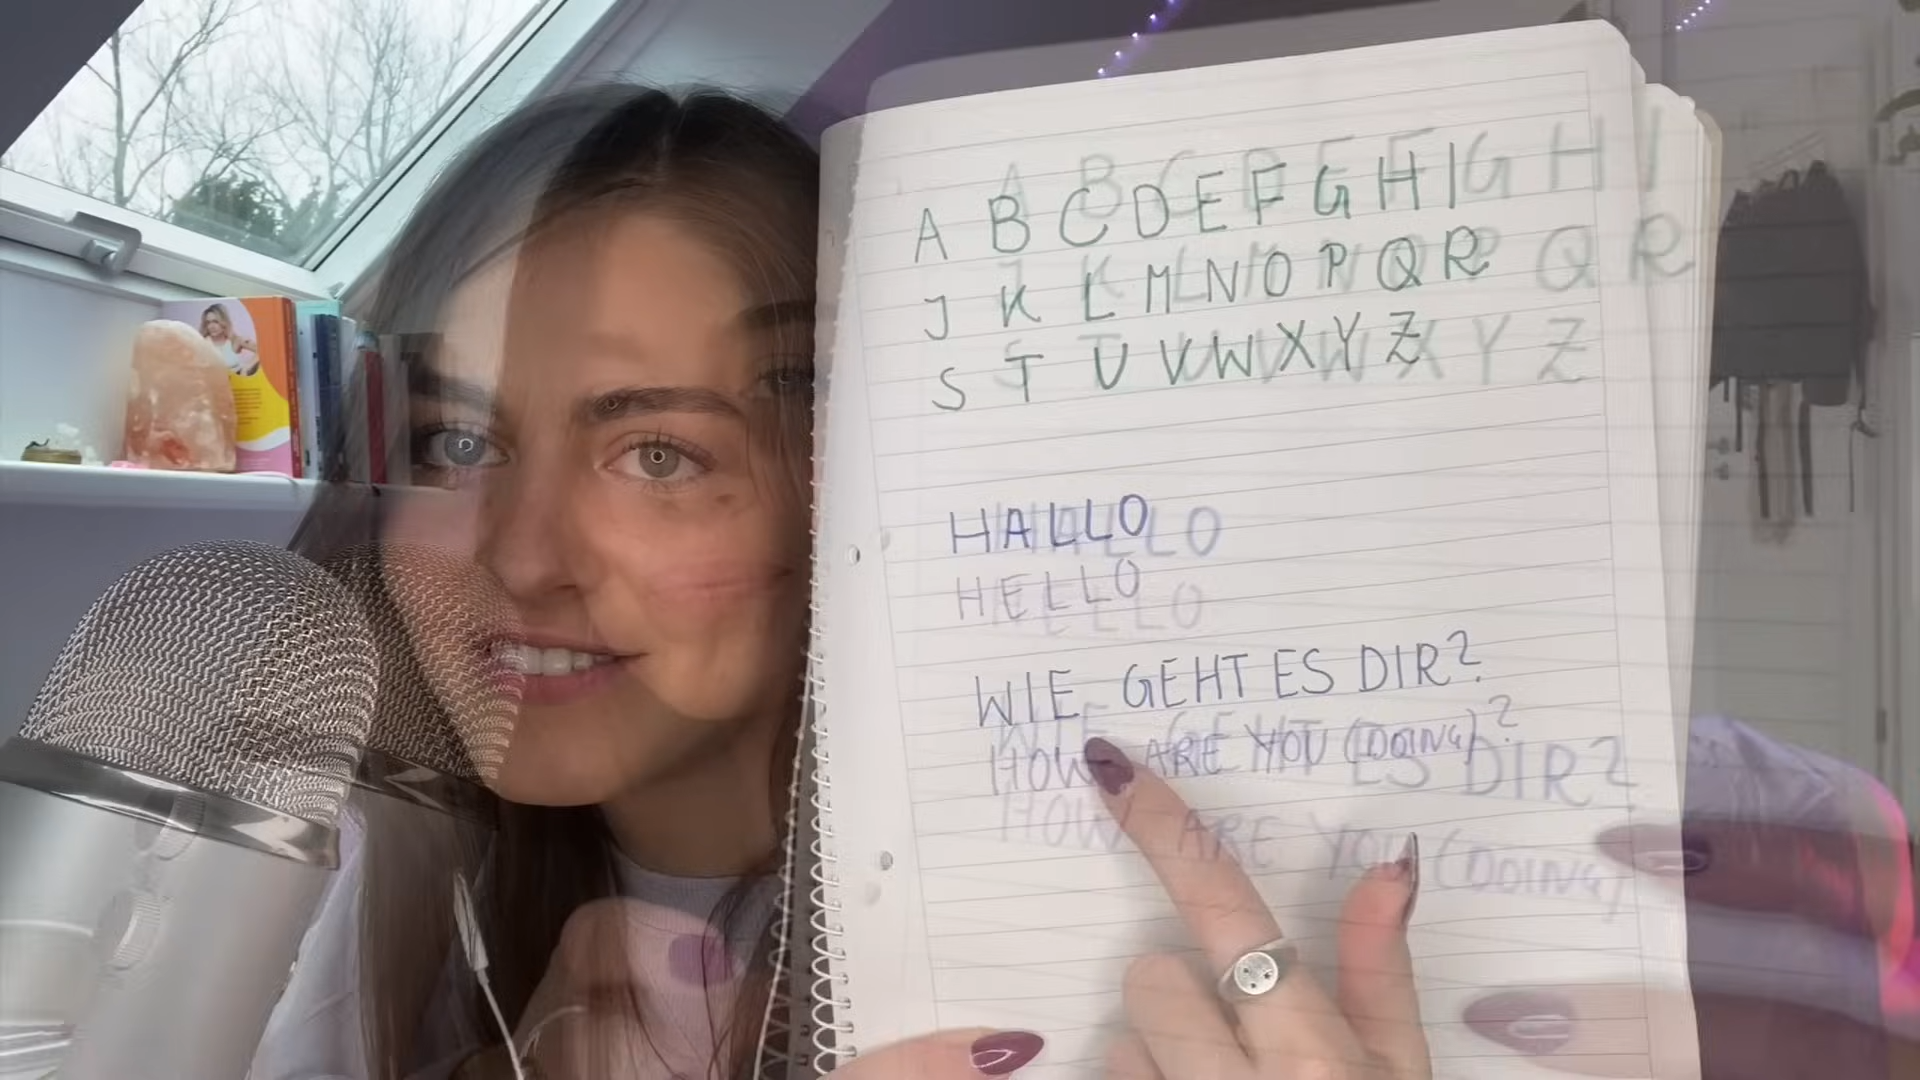 A B C D E F G H I
J K L M N O P Q R
S T U V W X Y Z
HALLO
HELLO
WIE GEHT ES DIR?
HOW ARE YOU (DOING)?